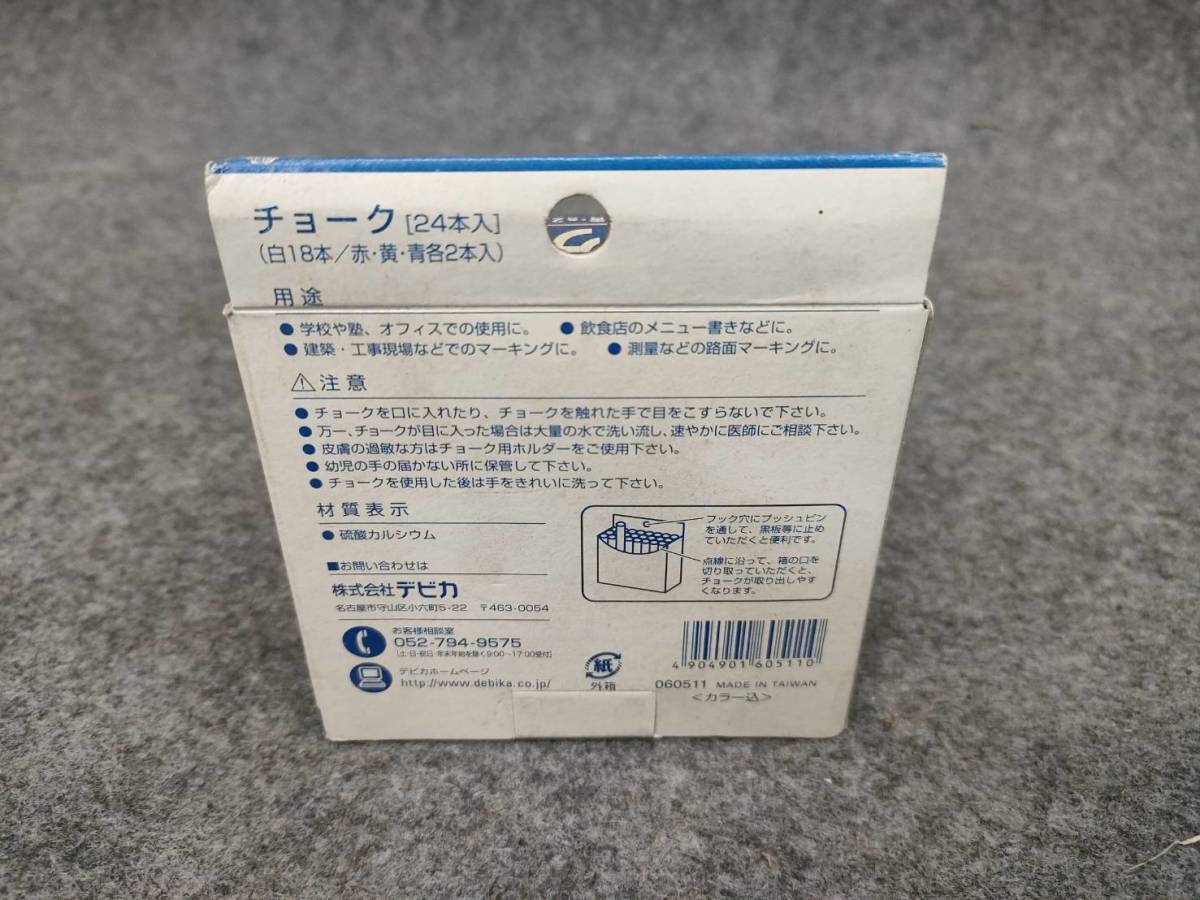 チョーク [24本入]
(白18本/赤・黄・青各2本入)
用途
● 学校や塾、オフィスでの使用に。 ● 飲食店のメニュー書きなどに。
● 建築・工事現場などでのマーキングに。 ● 測量などの路面マーキングに。
⚠注意
● チョークを口に入れたり、チョークを触れた手で目をこすらないで下さい。
● 万一、チョークが目に入った場合は大量の水で洗い流し、速やかに医師にご相談下さい。
● 皮膚の過敏な方はチョーク用ホルダーをご使用下さい。
● 幼児の手の届かない所に保管して下さい。
● チョークを使用した後は手をきれいに洗って下さい。
材質表示
● 硫酸カルシウム
フック穴にプッシュピン
を通して、黒板等に止め
ていただくと便利です。
点線に沿って、箱の口を
切り取っていただくと、
チョークが取り出しやす
くなります。
■お問い合わせは
株式会社デビカ
名古屋市守山区小六町5-22 〒463-0054
お客様相談室
052-794-9575
(土・日・祝日・年末年始を除く9:00~17:00受付)
デビカホームページ
http://www.debika.co.jp/
紙
外箱
4 904901 605110
060511 MADE IN TAIWAN
<カラー込>